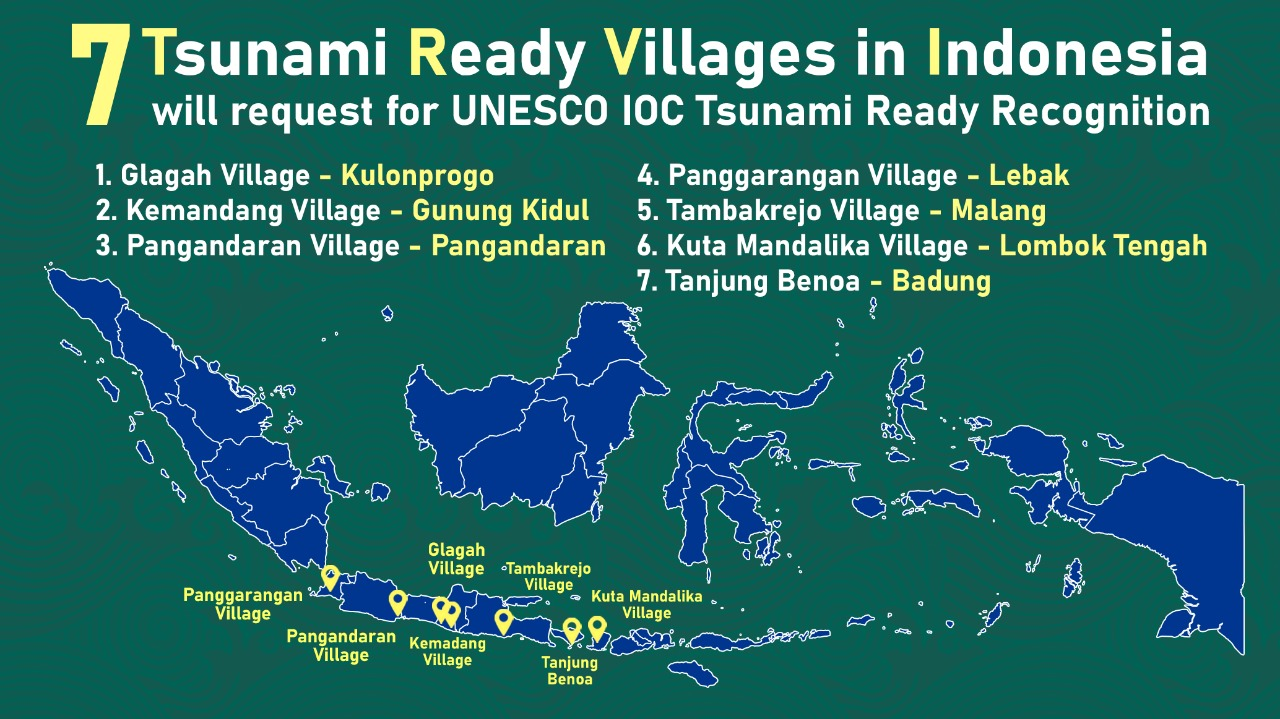 7 Tsunami Ready Villages in Indonesia
will request for UNESCO IOC Tsunami Ready Recognition
1. Glagah Village - Kulonprogo
2. Kemandang Village - Gunung Kidul
3. Pangandaran Village - Pangandaran
4. Panggarangan Village - Lebak
5. Tambakrejo Village - Malang
6. Kuta Mandalika Village - Lombok Tengah
7. Tanjung Benoa - Badung
Glagah
Village
Tambakrejo
Village
Panggarangan
Village
Kuta Mandalika
Village
Pangandaran
Village
Kemadang
Village
Tanjung
Benoa